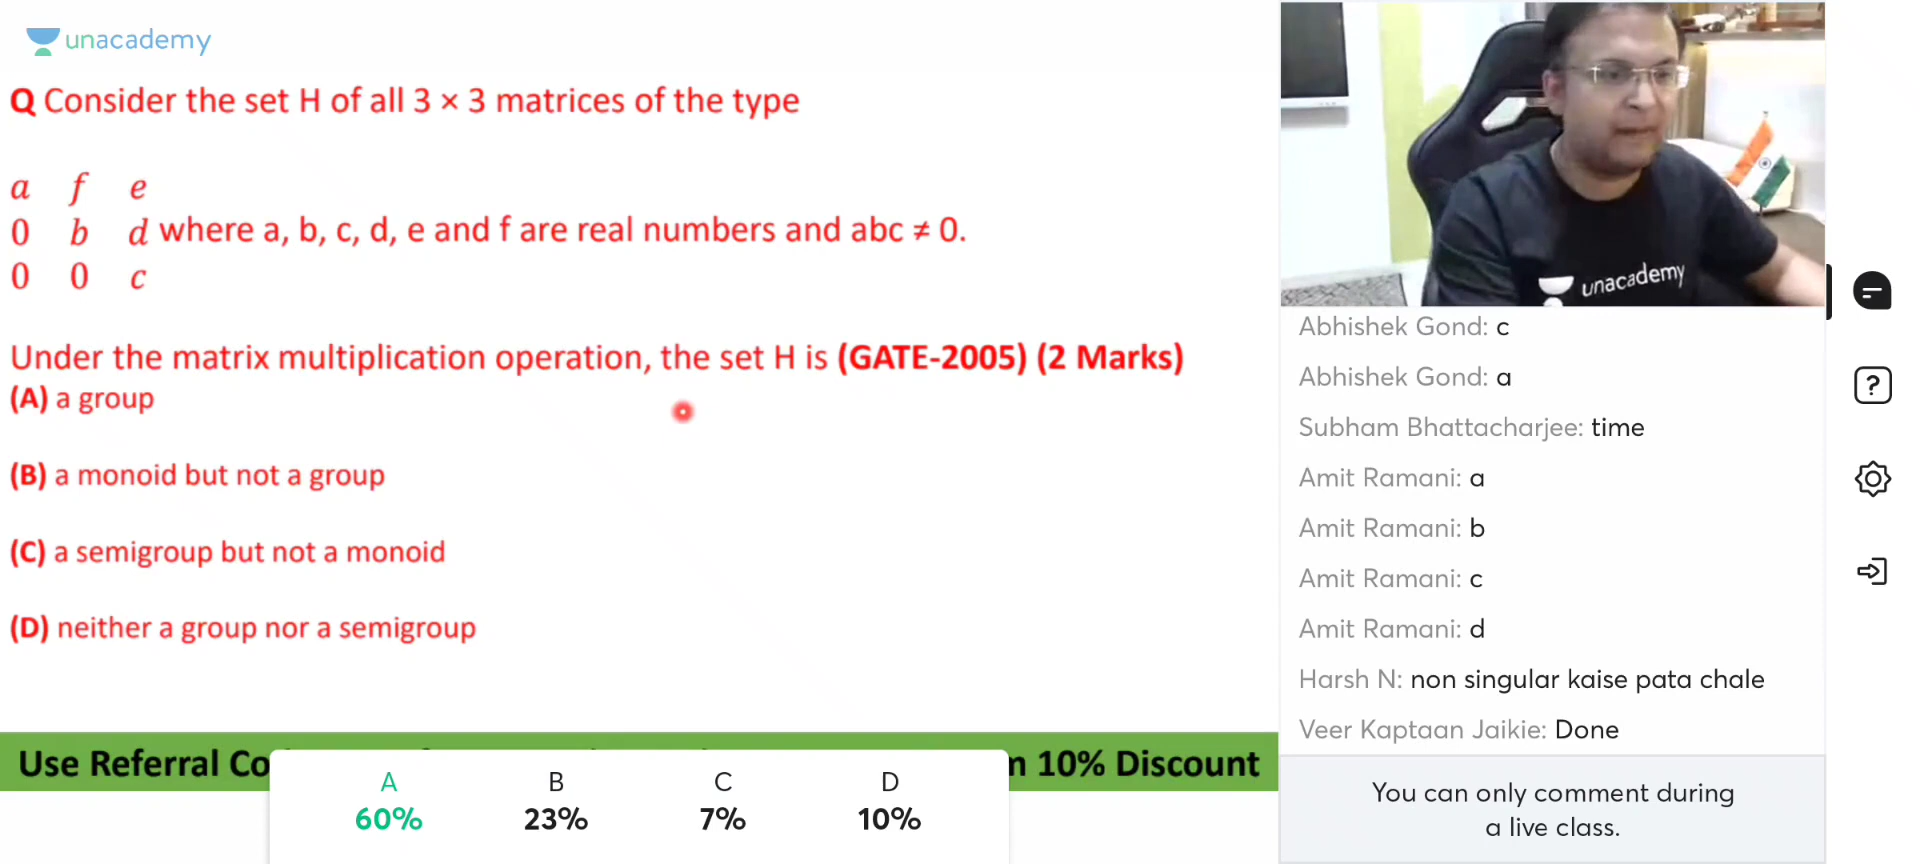 unacademy
Q Consider the set H of all 3 × 3 matrices of the type
a f e
0 b d where a, b, c, d, e and f are real numbers and abc ≠ 0.
0 0 c
Under the matrix multiplication operation, the set H is (GATE-2005) (2 Marks)
(A) a group
(B) a monoid but not a group
(C) a semigroup but not a monoid
(D) neither a group nor a semigroup
Use Referral Co
10% Discount
A B C D
60% 23% 7% 10%
unacademy
Abhishek Gond: c
Abhishek Gond: a
Subham Bhattacharjee: time
Amit Ramani: a
Amit Ramani: b
Amit Ramani: c
Amit Ramani: d
Harsh N: non singular kaise pata chale
Veer Kaptaan Jaikie: Done
You can only comment during
a live class.